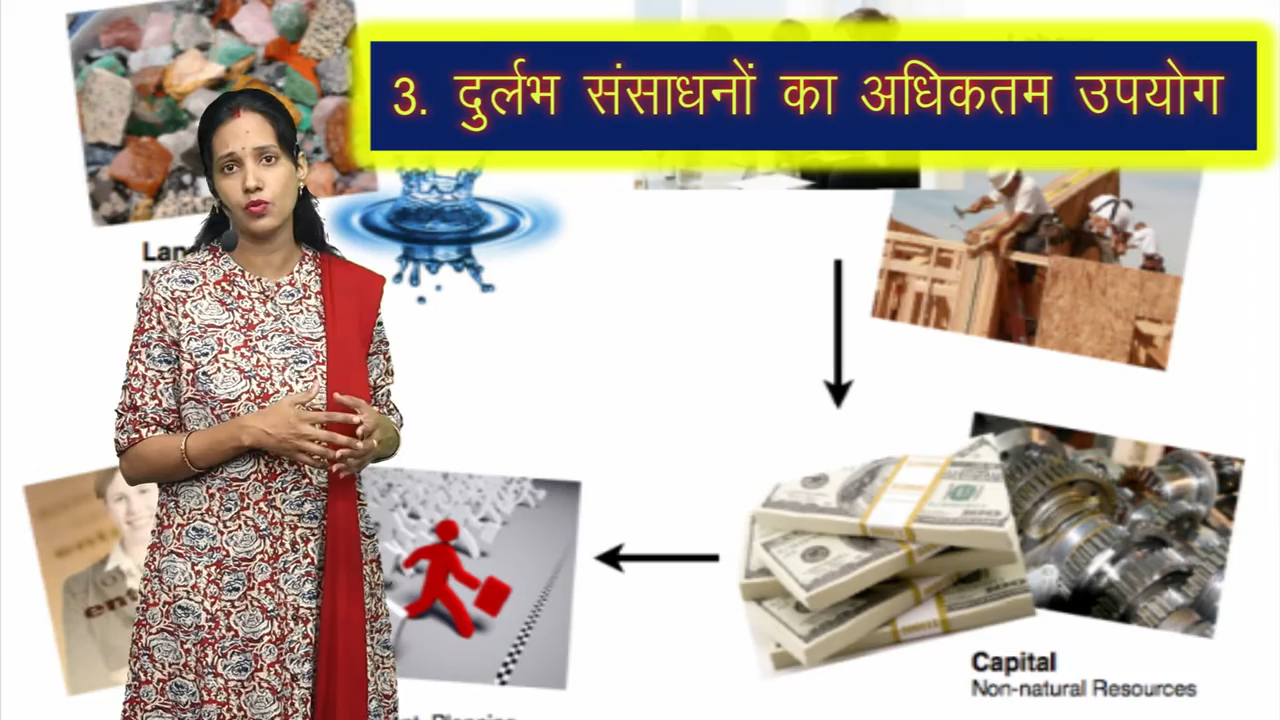 3. दुर्लभ संसाधनों का अधिकतम उपयोग
Capital
Non-natural Resources